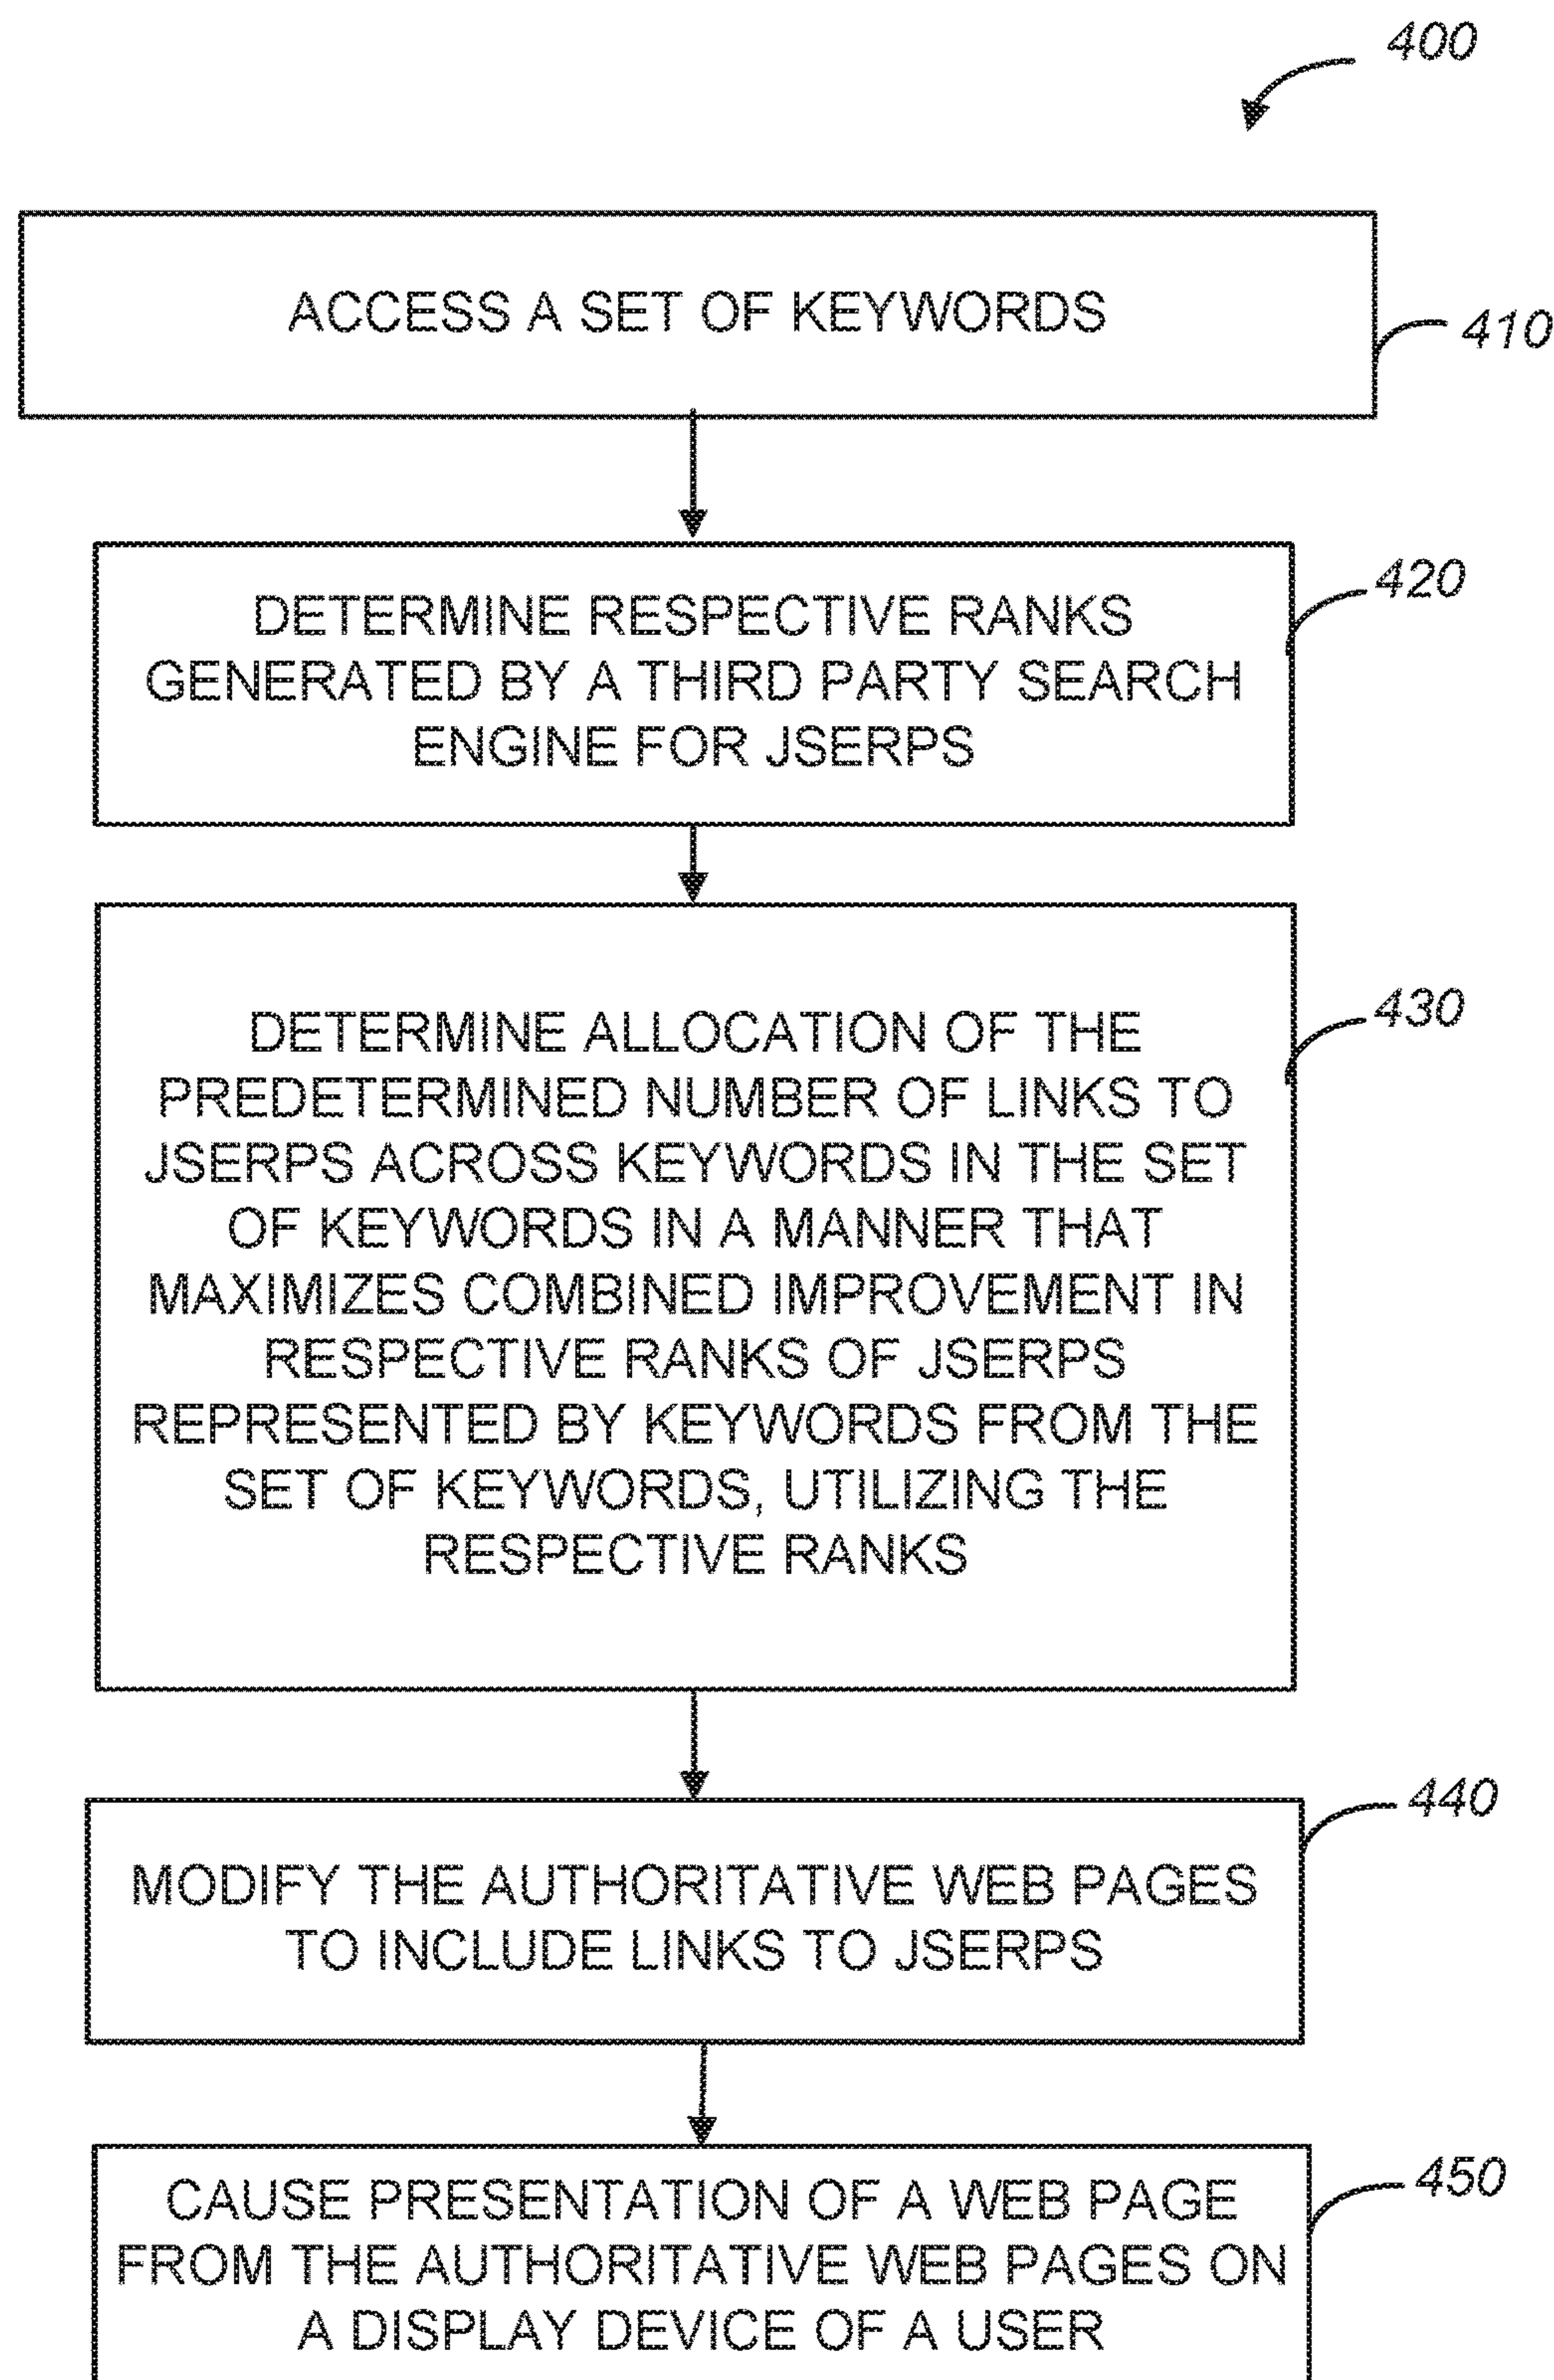 400
ACCESS A SET OF KEYWORDS
410
DETERMINE RESPECTIVE RANKS
GENERATED BY A THIRD PARTY SEARCH
ENGINE FOR JSERPS
420
DETERMINE ALLOCATION OF THE
PREDETERMINED NUMBER OF LINKS TO
JSERPS ACROSS KEYWORDS IN THE SET
OF KEYWORDS IN A MANNER THAT
MAXIMIZES COMBINED IMPROVEMENT IN
RESPECTIVE RANKS OF JSERPS
REPRESENTED BY KEYWORDS FROM THE
SET OF KEYWORDS, UTILIZING THE
RESPECTIVE RANKS
430
MODIFY THE AUTHORITATIVE WEB PAGES
TO INCLUDE LINKS TO JSERPS
440
CAUSE PRESENTATION OF A WEB PAGE
FROM THE AUTHORITATIVE WEB PAGES ON
A DISPLAY DEVICE OF A USER
450